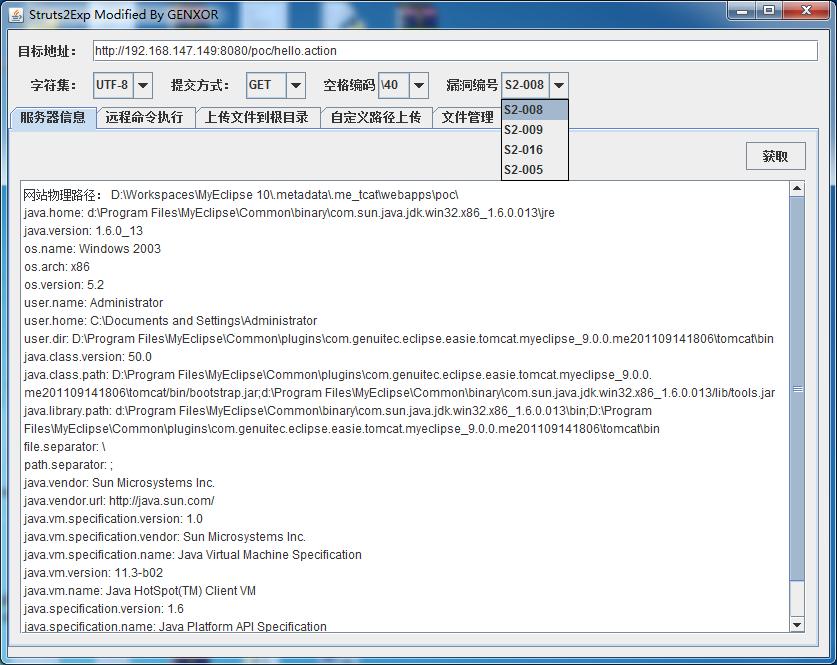 Struts2Exp Modified By GENXOR
目标地址： http://192.168.147.149:8080/poc/hello.action
字符集： UTF-8 提交方式： GET 空格编码 \40 漏洞编号 S2-008
S2-008
S2-009
S2-016
S2-005
服务器信息 远程命令执行 上传文件到根目录 自定义路径上传 文件管理
获取
网站物理路径： D:\Workspaces\MyEclipse 10\.metadata\.me_tcat\webapps\poc\
java.home: d:\Program Files\MyEclipse\Common\binary\com.sun.java.jdk.win32.x86_1.6.0.013\jre
java.version: 1.6.0_13
os.name: Windows 2003
os.arch: x86
os.version: 5.2
user.name: Administrator
user.home: C:\Documents and Settings\Administrator
user.dir: D:\Program Files\MyEclipse\Common\plugins\com.genuitec.eclipse.easie.tomcat.myeclipse_9.0.0.me201109141806\tomcat\bin
java.class.version: 50.0
java.class.path: D:\Program Files\MyEclipse\Common\plugins\com.genuitec.eclipse.easie.tomcat.myeclipse_9.0.0.
me201109141806\tomcat/bin/bootstrap.jar;d:\Program Files\MyEclipse\Common\binary\com.sun.java.jdk.win32.x86_1.6.0.013/lib/tools.jar
java.library.path: d:\Program Files\MyEclipse\Common\binary\com.sun.java.jdk.win32.x86_1.6.0.013\bin;D:\Program
Files\MyEclipse\Common\plugins\com.genuitec.eclipse.easie.tomcat.myeclipse_9.0.0.me201109141806\tomcat\bin
file.separator: \
path.separator: ;
java.vendor: Sun Microsystems Inc.
java.vendor.url: http://java.sun.com/
java.vm.specification.version: 1.0
java.vm.specification.vendor: Sun Microsystems Inc.
java.vm.specification.name: Java Virtual Machine Specification
java.vm.version: 11.3-b02
java.vm.name: Java HotSpot(TM) Client VM
java.specification.version: 1.6
java.specification.name: Java Platform API Specification